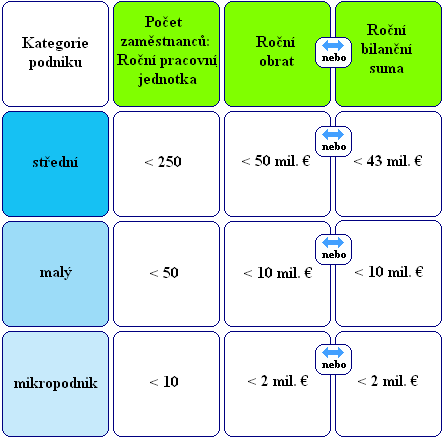 Kategorie
podniku
Počet
zaměstnanců:
Roční pracovní
jednotka
Roční
obrat
nebo
Roční
bilanční
suma
střední
< 250
< 50 mil. €
nebo
< 43 mil. €
malý
< 50
< 10 mil. €
nebo
< 10 mil. €
mikropodnik
< 10
< 2 mil. €
nebo
< 2 mil. €